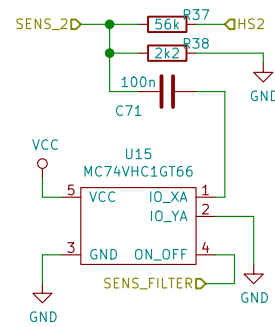 R37
SENS_2
56k
HS2
R38
2k2
100n
GND
C71
VCC
U15
MC74VHC1GT66
5
VCC
IO_XA
1
IO_YA
2
3
GND
ON_OFF
4
SENS_FILTER
GND
GND